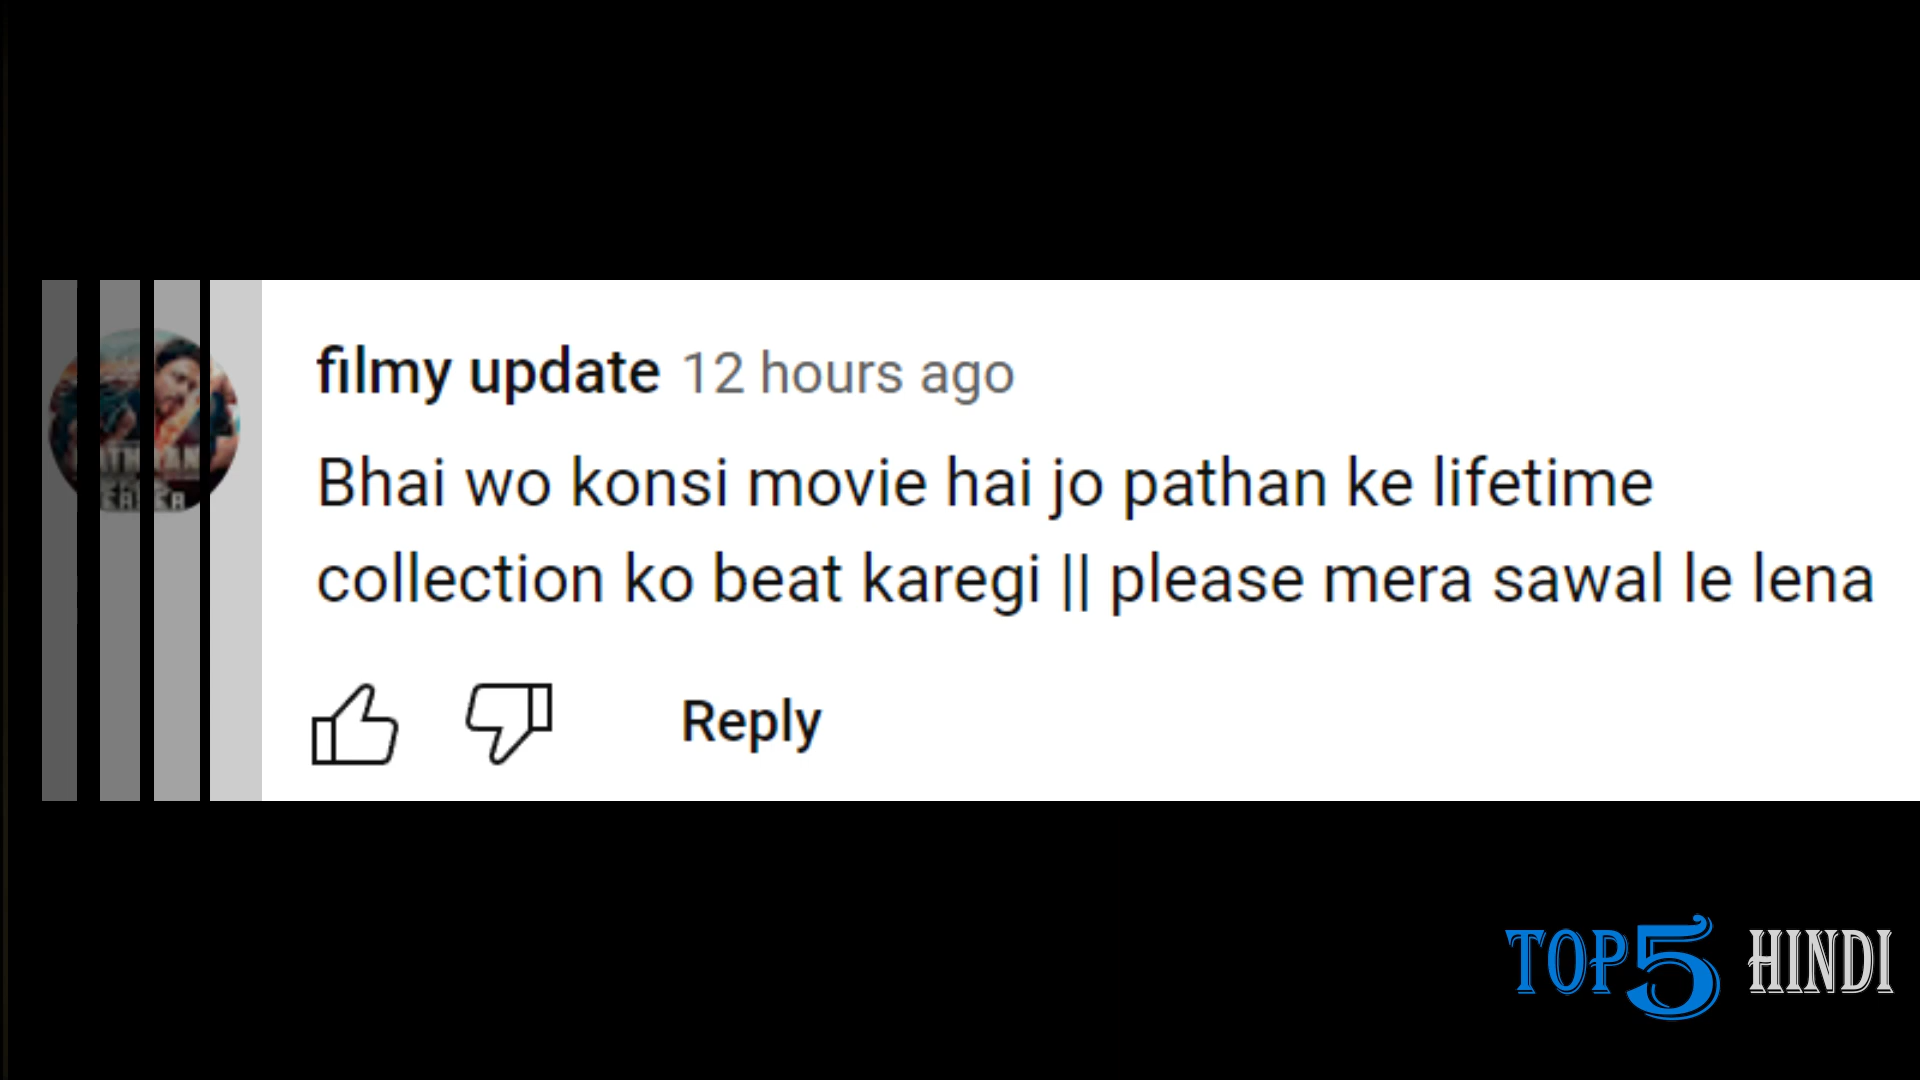 filmy update 12 hours ago
Bhai wo konsi movie hai jo pathan ke lifetime
collection ko beat karegi || please mera sawal le lena
Reply
TOP5 HINDI